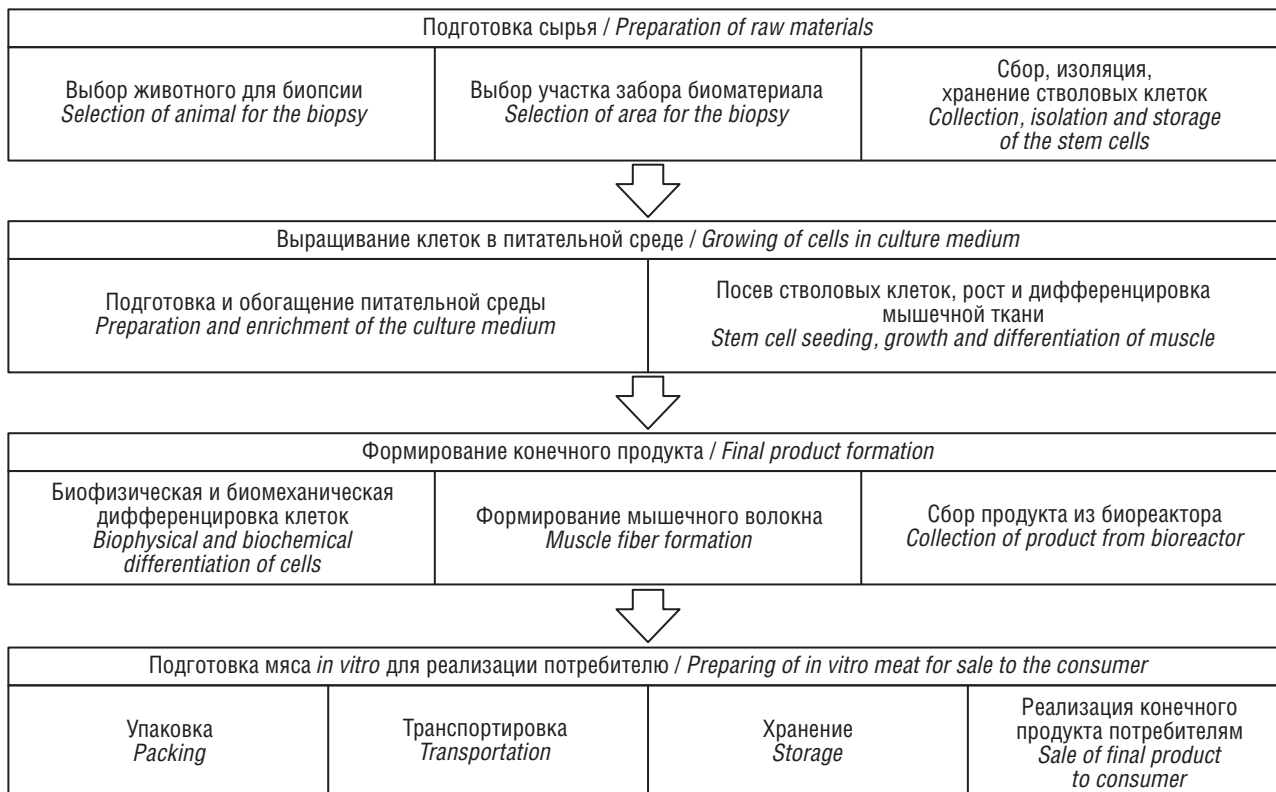 Подготовка сырья / Preparation of raw materials
Выбор животного для биопсии
Selection of animal for the biopsy
Выбор участка забора биоматериала
Selection of area for the biopsy
Сбор, изоляция,
хранение стволовых клеток
Collection, isolation and storage
of the stem cells
Выращивание клеток в питательной среде / Growing of cells in culture medium
Подготовка и обогащение питательной среды
Preparation and enrichment of the culture medium
Посев стволовых клеток, рост и дифференцировка
мышечной ткани
Stem cell seeding, growth and differentiation of muscle
Формирование конечного продукта / Final product formation
Биофизическая и биомеханическая
дифференцировка клеток
Biophysical and biochemical
differentiation of cells
Формирование мышечного волокна
Muscle fiber formation
Сбор продукта из биореактора
Collection of product from bioreactor
Подготовка мяса in vitro для реализации потребителю / Preparing of in vitro meat for sale to the consumer
Упаковка
Packing
Транспортировка
Transportation
Хранение
Storage
Реализация конечного
продукта потребителям
Sale of final product
to consumer